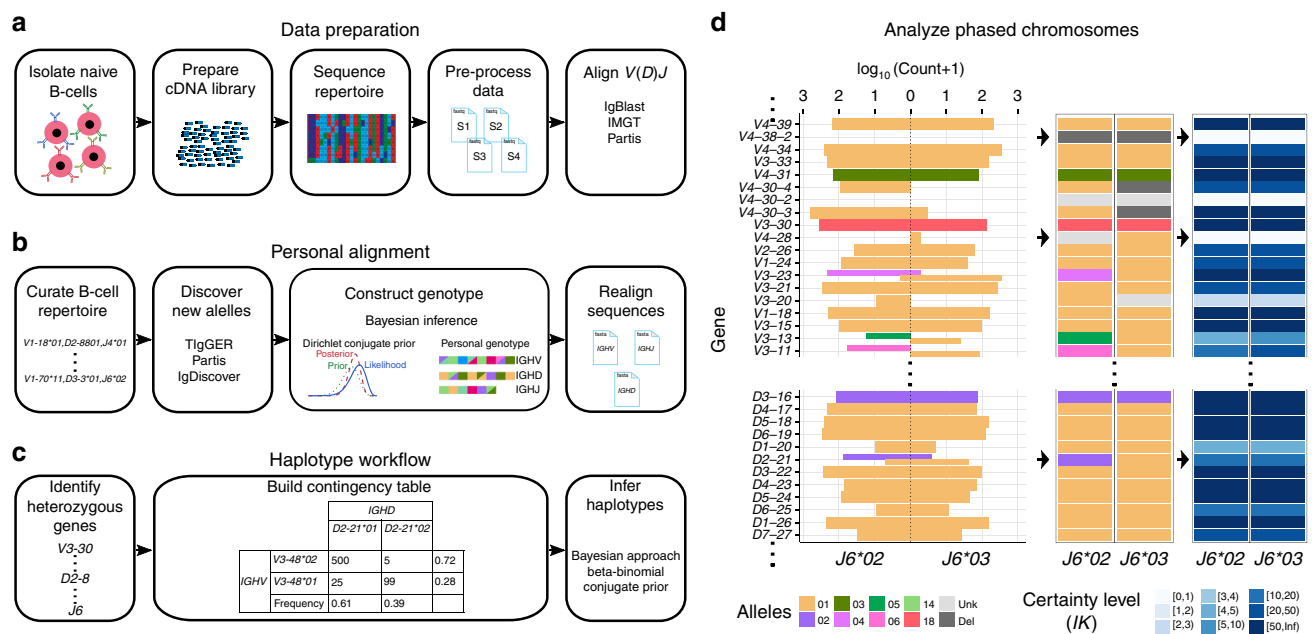 a
Data preparation
Isolate naive
B-cells
Prepare
cDNA library
Sequence
repertoire
Pre-process
data
fastq
S1
fastq
S2
fastq
S3
fastq
S4
Align V(D)J
IgBlast
IMGT
Partis
b
Personal alignment
Curate B-cell
repertoire
V1-18*01,D2-8801,J4*01
V1-70*11,D3-3*01,J6*02
Discover
new alelles
TIgGER
Partis
IgDiscover
Construct genotype
Bayesian inference
Dirichlet conjugate prior
Posterior
Prior
Likelihood
Personal genotype
IGHV
IGHD
IGHJ
Realign
sequences
fasta
IGHV
fasta
IGHJ
fasta
IGHD
c
Haplotype workflow
Identify
heterozygous
genes
V3-30
D2-8
J6
Build contingency table
IGHD
D2-21*01 D2-21*02
IGHV
V3-48*02 500 5 0.72
V3-48*01 25 99 0.28
Frequency 0.61 0.39
Infer
haplotypes
Bayesian approach
beta-binomial
conjugate prior
d
Analyze phased chromosomes
log10 (Count+1)
3 2 1 0 1 2 3
Gene
V4–39
V4–38–2
V4–34
V3–33
V4–31
V4–30–4
V4–30–2
V4–30–3
V3–30
V4–28
V2–26
V1–24
V3–23
V3–21
V3–20
V1–18
V3–15
V3–13
V3–11
D3–16
D4–17
D5–18
D6–19
D1–20
D2–21
D3–22
D4–23
D5–24
D6–25
D1–26
D7–27
J6*02 J6*03
J6*02 J6*03
J6*02 J6*03
Alleles
01 03 05 14 Unk
02 04 06 18 Del
Certainty level
(IK)
[0,1) [3,4) [10,20)
[1,2) [4,5) [20,50)
[2,3) [5,10) [50,Inf)